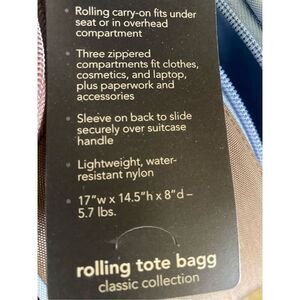 • Rolling carry-on fits under
seat or in overhead
compartment
• Three zippered
compartments fit clothes,
cosmetics, and laptop,
plus paperwork and
accessories
• Sleeve on back to slide
securely over suitcase
handle
• Lightweight, water-
resistant nylon
• 17"w x 14.5"h x 8"d –
5.7 lbs.
rolling tote bagg
classic collection